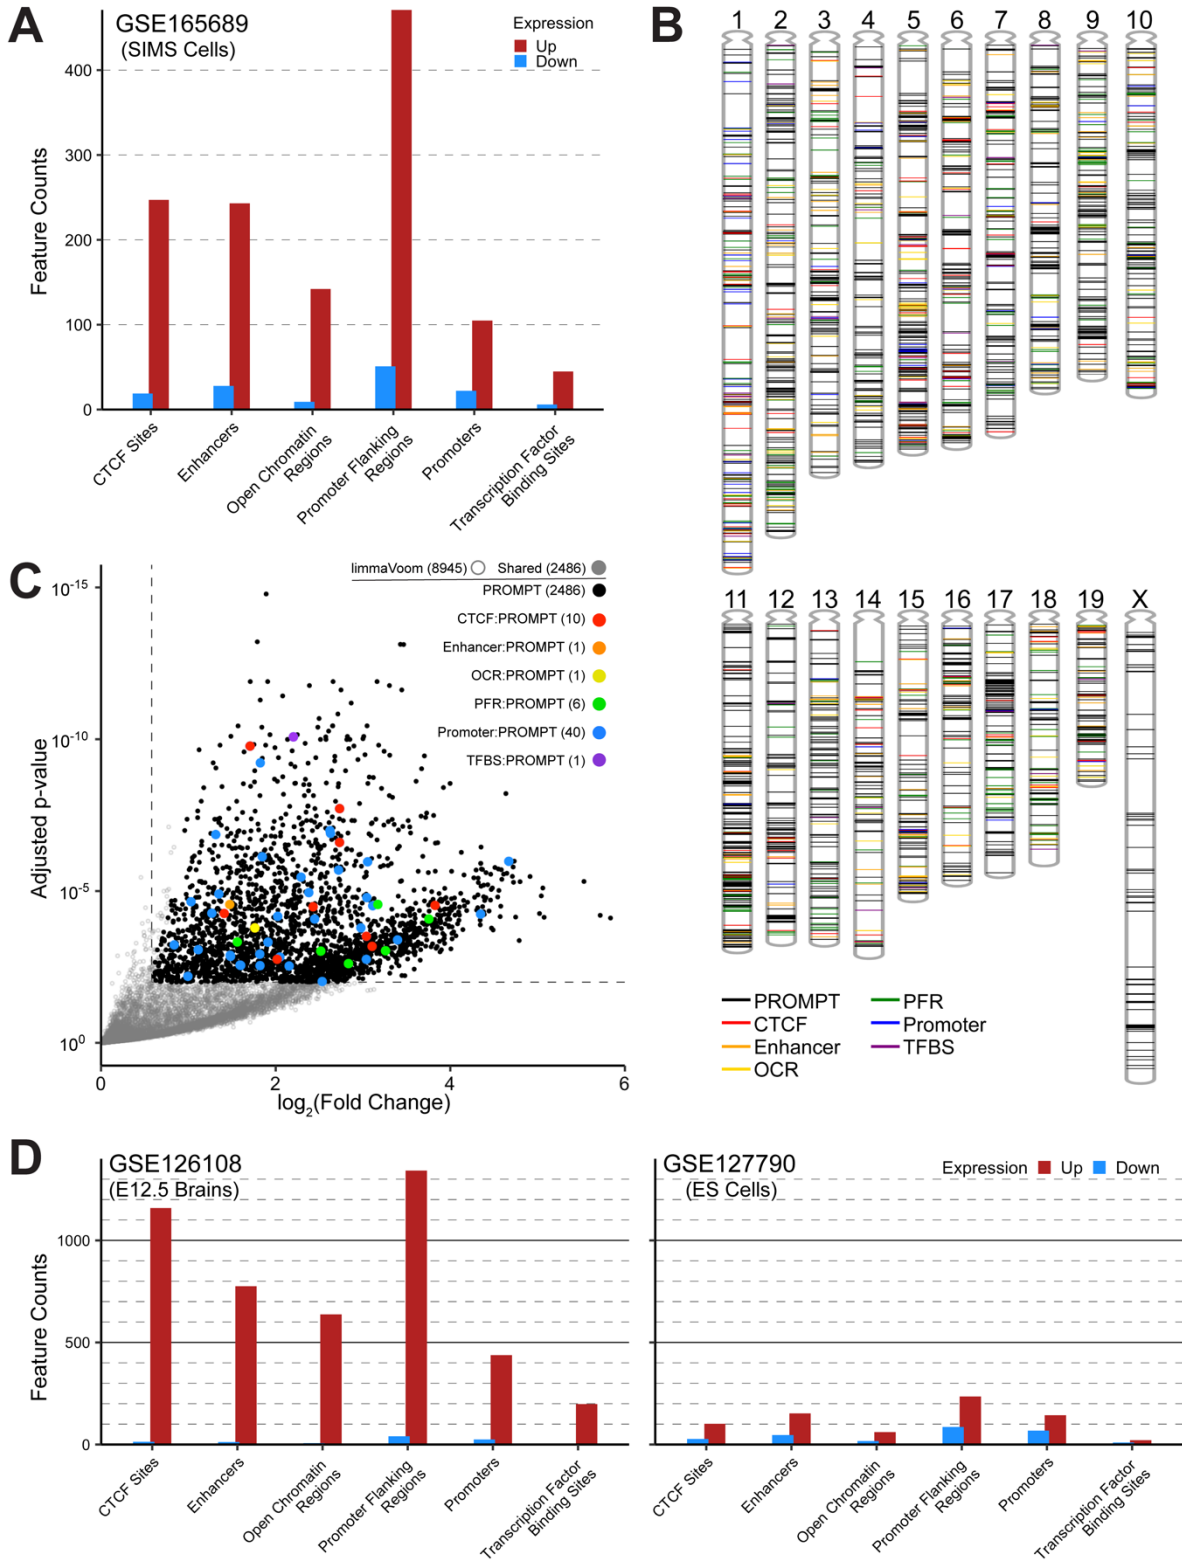 A
GSE165689
(SIMS Cells)
Expression
Up
Down
Feature Counts
400
300
200
100
0
CTCF Sites
Enhancers
Open Chromatin
Regions
Promoter Flanking
Regions
Promoters
Transcription Factor
Binding Sites
B
1 2 3 4 5 6 7 8 9 10
11 12 13 14 15 16 17 18 19 X
PROMPT
CTCF
Enhancer
OCR
PFR
Promoter
TFBS
C
limmaVoom (8945) Shared (2486)
PROMPT (2486)
CTCF:PROMPT (10)
Enhancer:PROMPT (1)
OCR:PROMPT (1)
PFR:PROMPT (6)
Promoter:PROMPT (40)
TFBS:PROMPT (1)
Adjusted p-value
10-15
10-10
10-5
100
0 2 4 6
log2(Fold Change)
D
GSE126108
(E12.5 Brains)
Feature Counts
1000
500
0
CTCF Sites
Enhancers
Open Chromatin
Regions
Promoter Flanking
Regions
Promoters
Transcription Factor
Binding Sites
GSE127790
(ES Cells)
Expression Up Down
CTCF Sites
Enhancers
Open Chromatin
Regions
Promoter Flanking
Regions
Promoters
Transcription Factor
Binding Sites